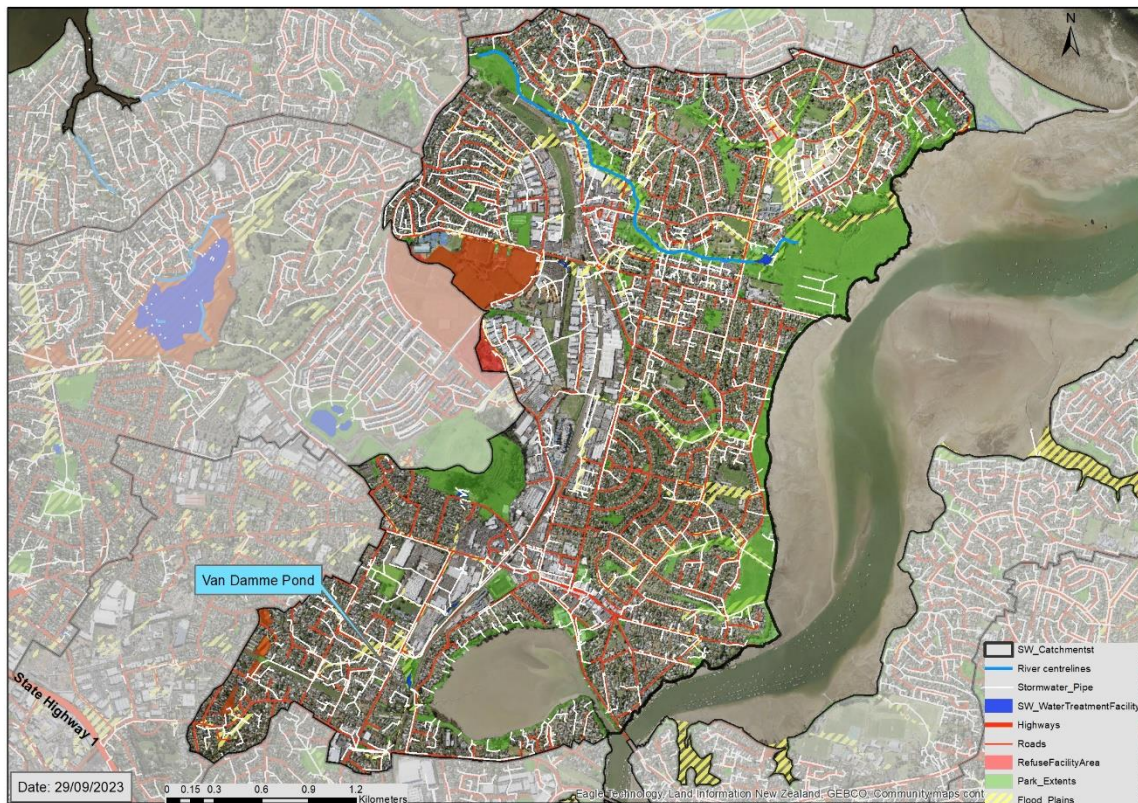 N
Van Damme Pond
State Highway 1
SW_Catchmentst
River centrelines
Stormwater_Pipe
SW_WaterTreatmentFacility
Highways
Roads
RefuseFacilityArea
Park_Extents
Flood_Plains
Date: 29/09/2023
0 0.15 0.3 0.6 0.9 1.2
Kilometers
Eagle Technology, Land Information New Zealand, GEBCO, Community maps cont